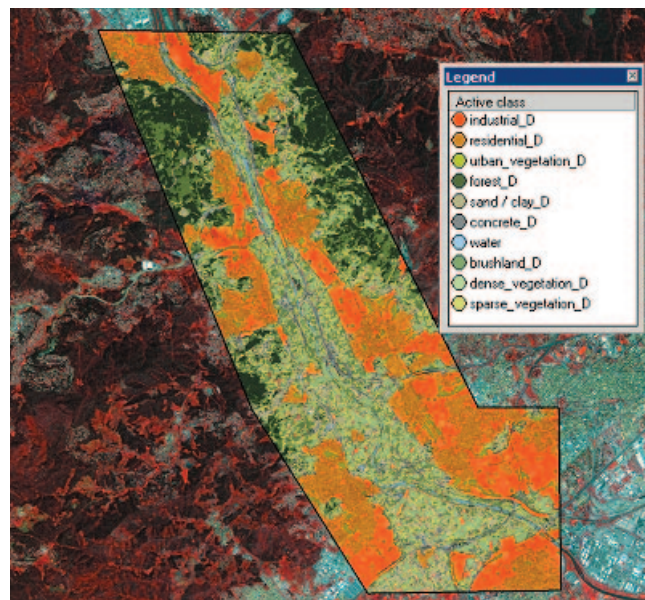 Legend
Active class
industrial_D
residential_D
urban_vegetation_D
forest_D
sand / clay_D
concrete_D
water
brushland_D
dense_vegetation_D
sparse_vegetation_D